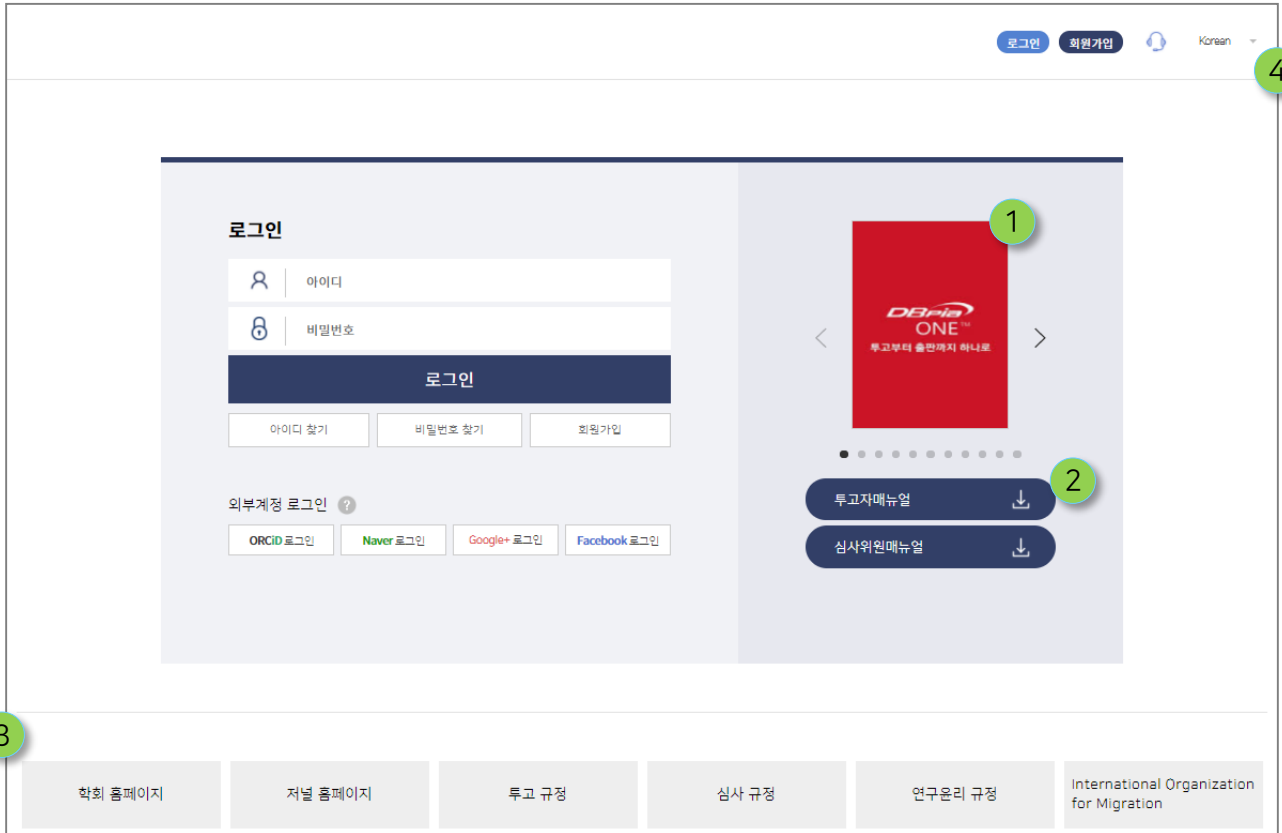 로그인 회원가입 Korean
4
로그인
아이디
비밀번호
로그인
아이디 찾기 비밀번호 찾기 회원가입
외부계정 로그인 ?
ORCiD 로그인 Naver 로그인 Google+ 로그인 Facebook 로그인
1
DBpia
ONE™
투고부터 출판까지 하나로
2
투고자매뉴얼
심사위원매뉴얼
3
학회 홈페이지 저널 홈페이지 투고 규정 심사 규정 연구윤리 규정
International Organization
for Migration